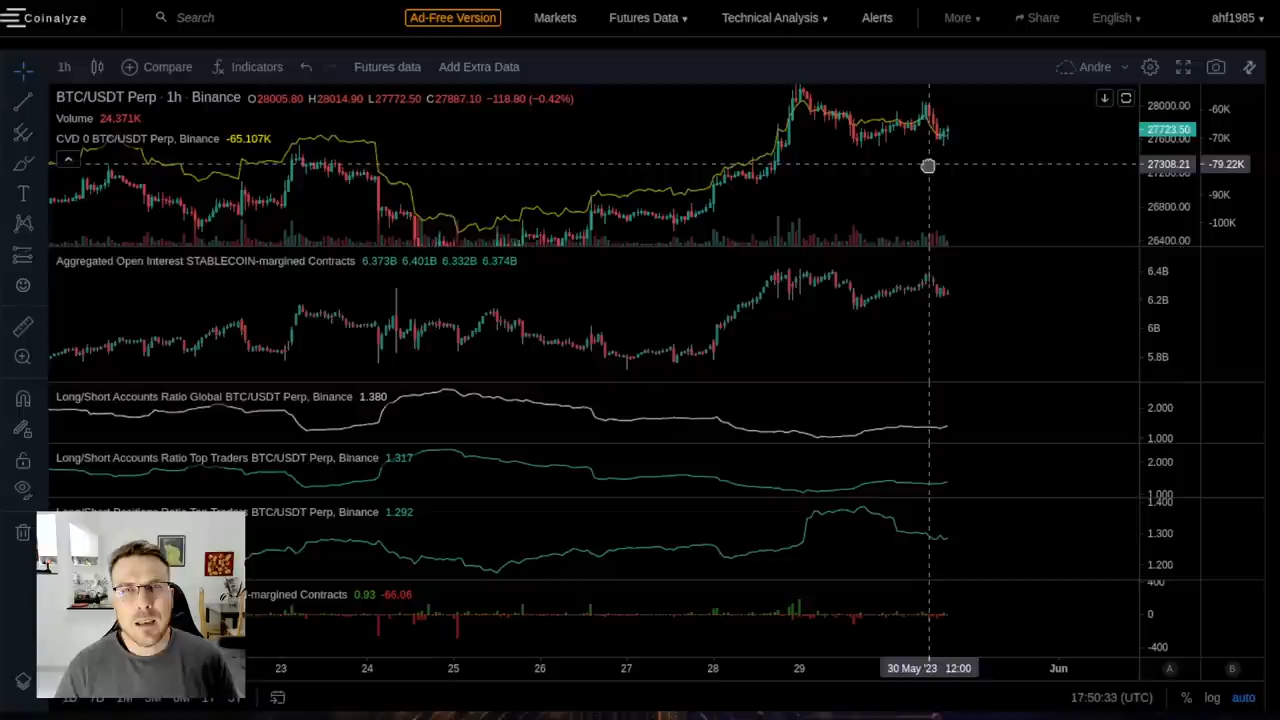 Coinalyze
Search
Ad-Free Version
Markets
Futures Data
Technical Analysis
Alerts
More
Share
English
ahf1985
1h
Compare
Indicators
Futures data
Add Extra Data
Andre
BTC/USDT Perp · 1h · Binance O28005.80 H28014.90 L27772.50 C27887.10 −118.80 (−0.42%)
Volume 24.371K
CVD 0 BTC/USDT Perp, Binance -65.107K
28000.00
27723.50
27308.21
26800.00
26400.00
-60K
-70K
-79.22K
-90K
-100K
Aggregated Open Interest STABLECOIN-margined Contracts 6.373B 6.401B 6.332B 6.374B
6.4B
6.2B
6B
5.8B
Long/Short Accounts Ratio Global BTC/USDT Perp, Binance 1.380
2.000
1.000
Long/Short Accounts Ratio Top Traders BTC/USDT Perp, Binance 1.317
2.000
1.000
BTC/USDT Perp, Binance 1.292
1.400
1.300
1.200
-margined Contracts 0.93 -66.06
400
0
-400
23
24
25
26
27
28
29
30 May '23 12:00
Jun
A
B
17:50:33 (UTC)
%
log
auto